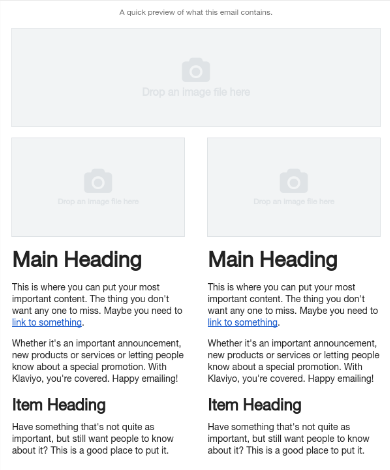 A quick preview of what this email contains.
Drop an image file here
Drop an image file here
Drop an image file here
Main Heading
This is where you can put your most
important content. The thing you don't
want any one to miss. Maybe you need to
link to something.
Whether it's an important announcement,
new products or services or letting people
know about a special promotion. With
Klaviyo, you're covered. Happy emailing!
Item Heading
Have something that's not quite as
important, but still want people to know
about it? This is a good place to put it.
Main Heading
This is where you can put your most
important content. The thing you don't
want any one to miss. Maybe you need to
link to something.
Whether it's an important announcement,
new products or services or letting people
know about a special promotion. With
Klaviyo, you're covered. Happy emailing!
Item Heading
Have something that's not quite as
important, but still want people to know
about it? This is a good place to put it.